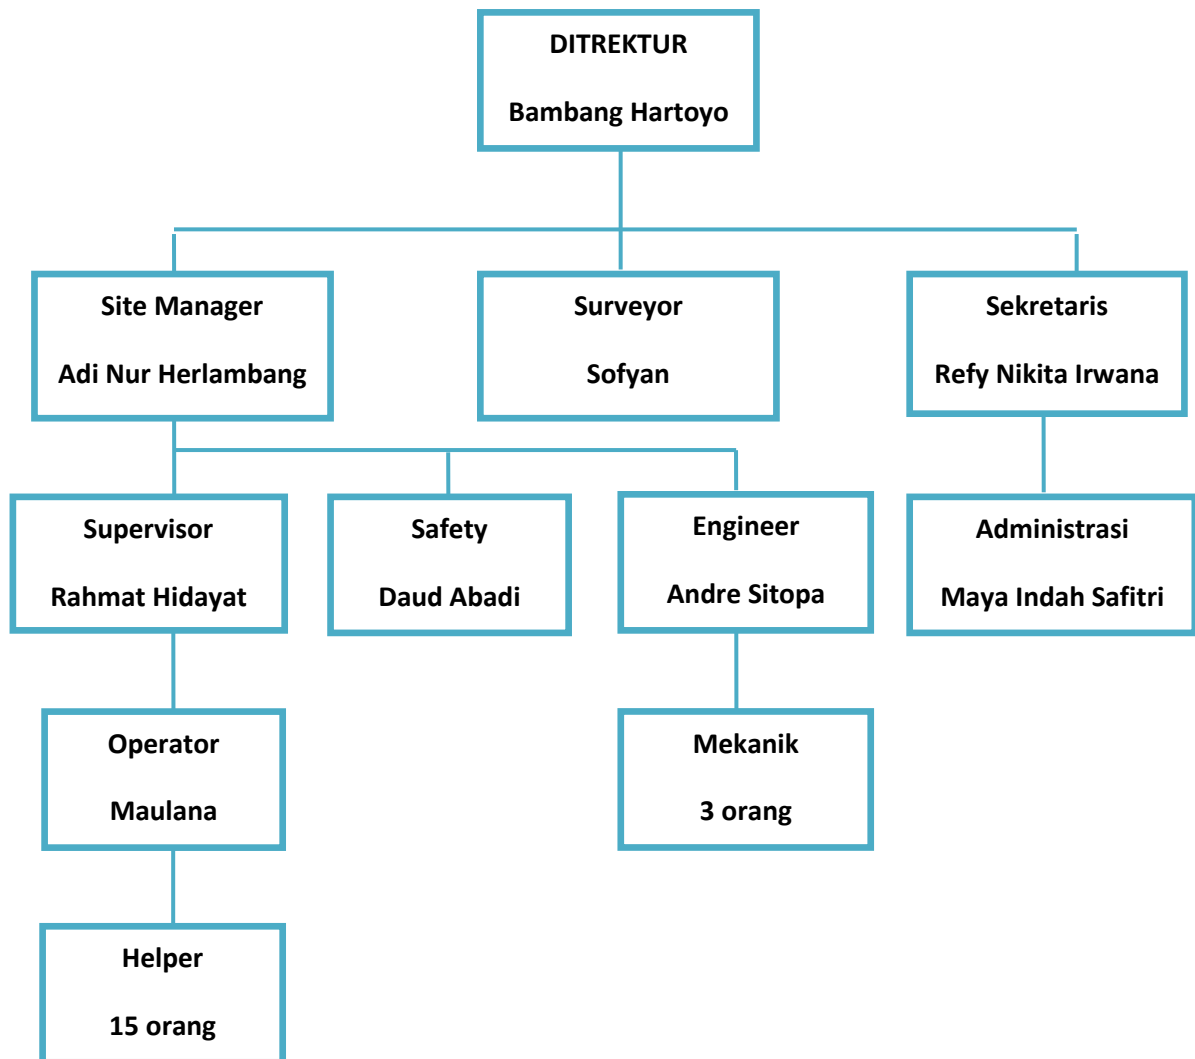 DITREKTUR
Bambang Hartoyo
Site Manager
Adi Nur Herlambang
Surveyor
Sofyan
Sekretaris
Refy Nikita Irwana
Supervisor
Rahmat Hidayat
Safety
Daud Abadi
Engineer
Andre Sitopa
Administrasi
Maya Indah Safitri
Operator
Maulana
Mekanik
3 orang
Helper
15 orang